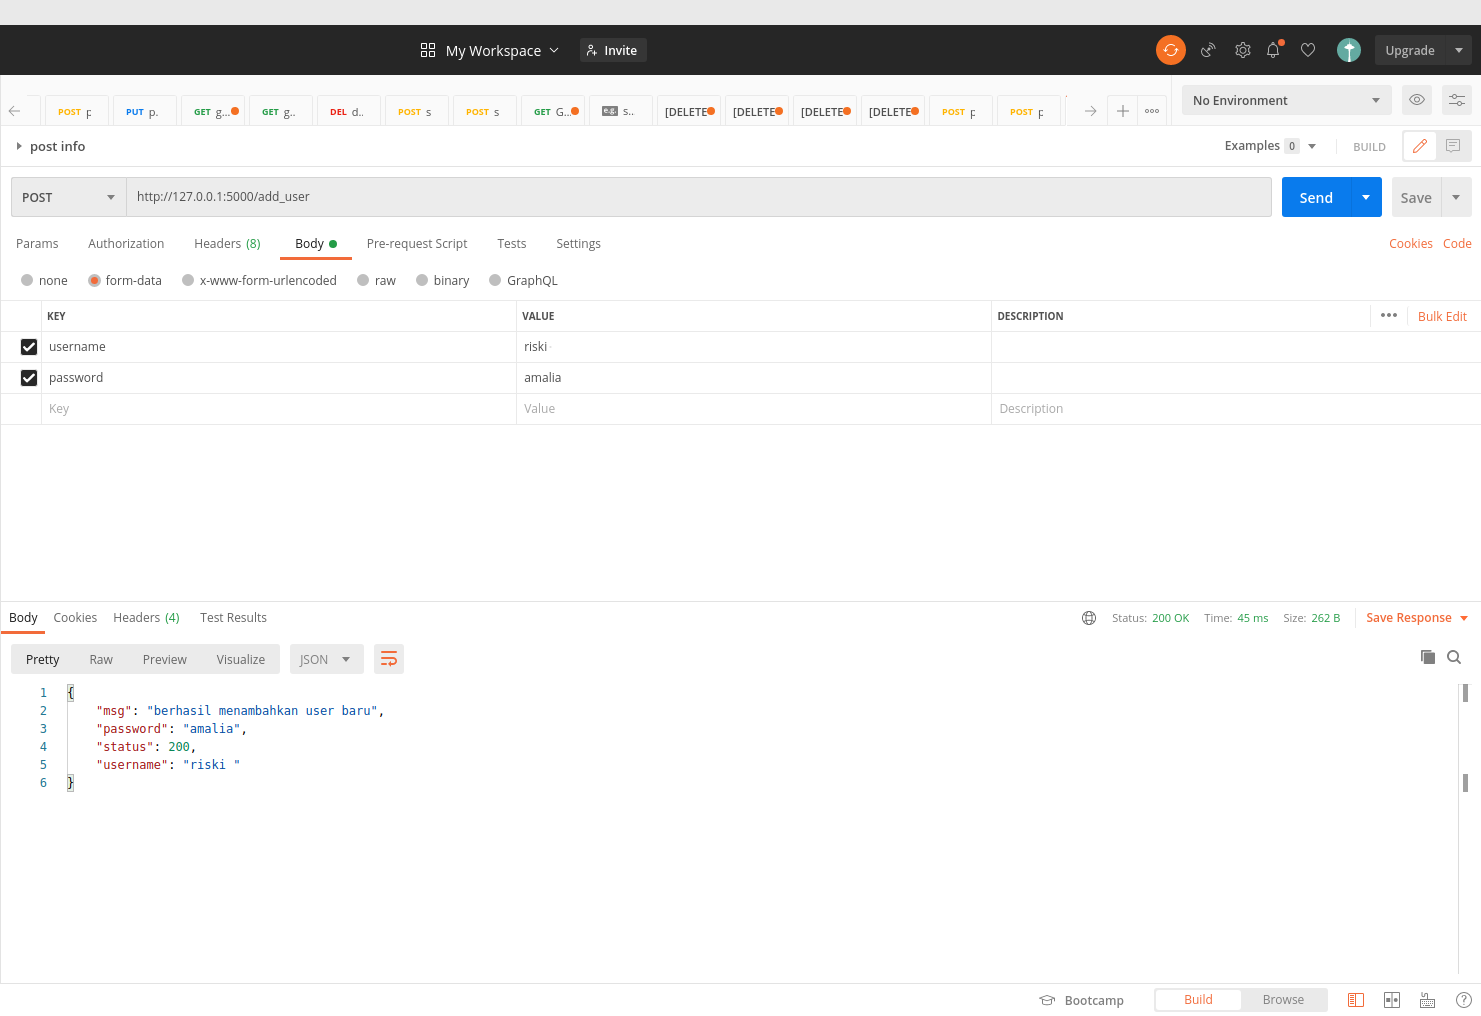 My Workspace Invite Upgrade
POST p PUT p. GET g... GET g.. DEL d.. POST s POST s GET G... e.g. s.. [DELETE [DELETE [DELETE [DELETE POST p POST p No Environment
post info Examples 0 BUILD
POST http://127.0.0.1:5000/add_user Send Save
Params Authorization Headers (8) Body Pre-request Script Tests Settings Cookies Code
none form-data x-www-form-urlencoded raw binary GraphQL
KEY VALUE DESCRIPTION Bulk Edit
username riski
password amalia
Key Value Description
Body Cookies Headers (4) Test Results Status: 200 OK Time: 45 ms Size: 262 B Save Response
Pretty Raw Preview Visualize JSON
1 {
2 "msg": "berhasil menambahkan user baru",
3 "password": "amalia",
4 "status": 200,
5 "username": "riski "
6 }
Bootcamp Build Browse